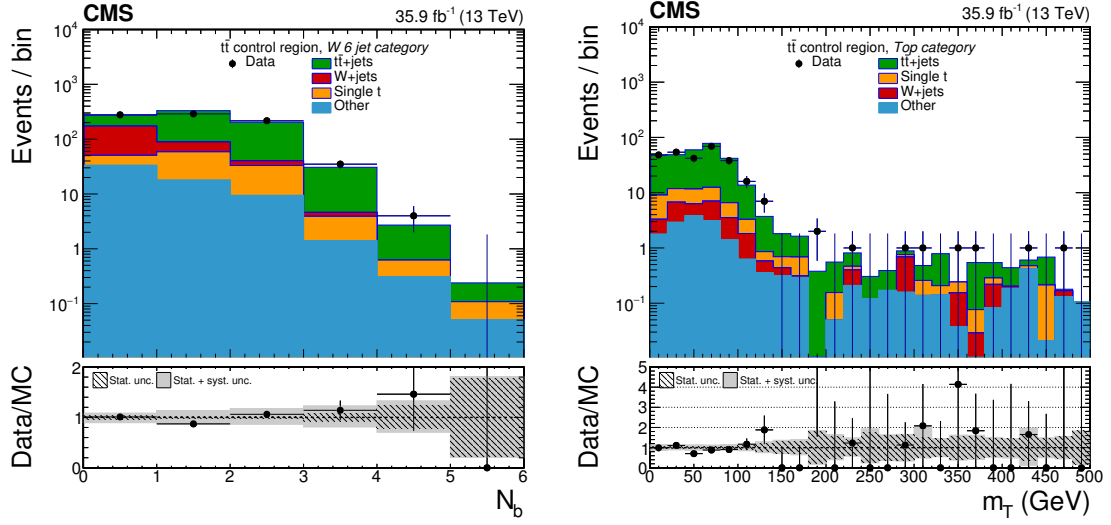 CMS 35.9 fb⁻¹ (13 TeV)
Events / bin
10⁴
10³
10²
10
1
10⁻¹
tt̄ control region, W 6 jet category
Data
tt̄+jets
W+jets
Single t
Other
Data/MC
2
1
0
Stat. unc.
Stat. + syst. unc.
0 1 2 3 4 5 6
N_b
CMS 35.9 fb⁻¹ (13 TeV)
Events / bin
10⁴
10³
10²
10
1
10⁻¹
tt̄ control region, Top category
Data
tt̄+jets
Single t
W+jets
Other
Data/MC
5
4
3
2
1
0
Stat. unc.
Stat. + syst. unc
0 50 100 150 200 250 300 350 400 450 500
m_T (GeV)